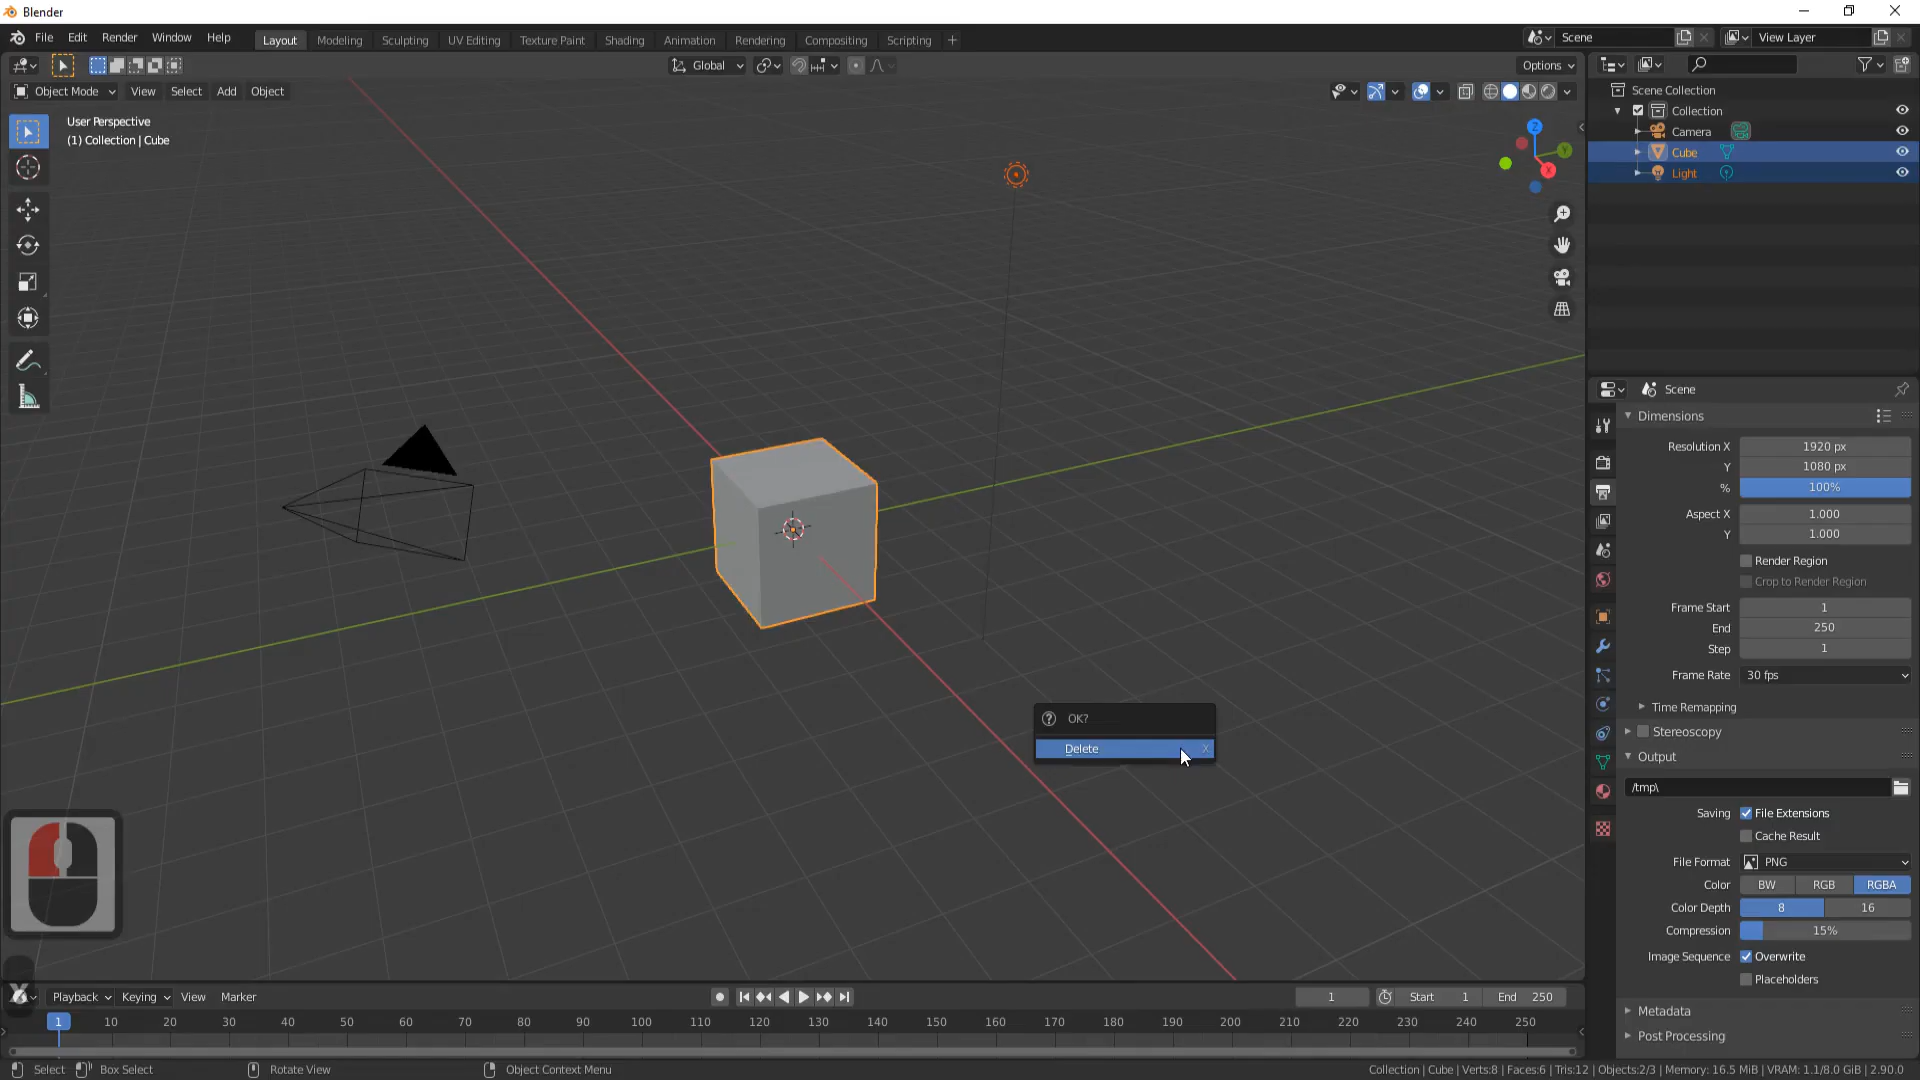 Blender
File Edit Render Window Help Layout Modeling Sculpting UV Editing Texture Paint Shading Animation Rendering Compositing Scripting + Scene View Layer
Global Options
Object Mode View Select Add Object
User Perspective
(1) Collection | Cube
Z
Y
X
Scene Collection
Collection
Camera
Cube
Light
Scene
Dimensions
Resolution X 1920 px
Y 1080 px
% 100%
Aspect X 1.000
Y 1.000
Render Region
Crop to Render Region
Frame Start 1
End 250
Step 1
Frame Rate 30 fps
Time Remapping
Stereoscopy
Output
/tmp\
Saving File Extensions
Cache Result
File Format PNG
Color BW RGB RGBA
Color Depth 8 16
Compression 15%
Image Sequence Overwrite
Placeholders
Metadata
Post Processing
OK?
Delete X
X
Playback Keying View Marker 1 Start 1 End 250
1 10 20 30 40 50 60 70 80 90 100 110 120 130 140 150 160 170 180 190 200 210 220 230 240 250
Select Box Select Rotate View Object Context Menu Collection | Cube | Verts:8 | Faces:6 | Tris:12 | Objects:2/3 | Memory: 16.5 MiB | VRAM: 1.1/8.0 GiB | 2.90.0